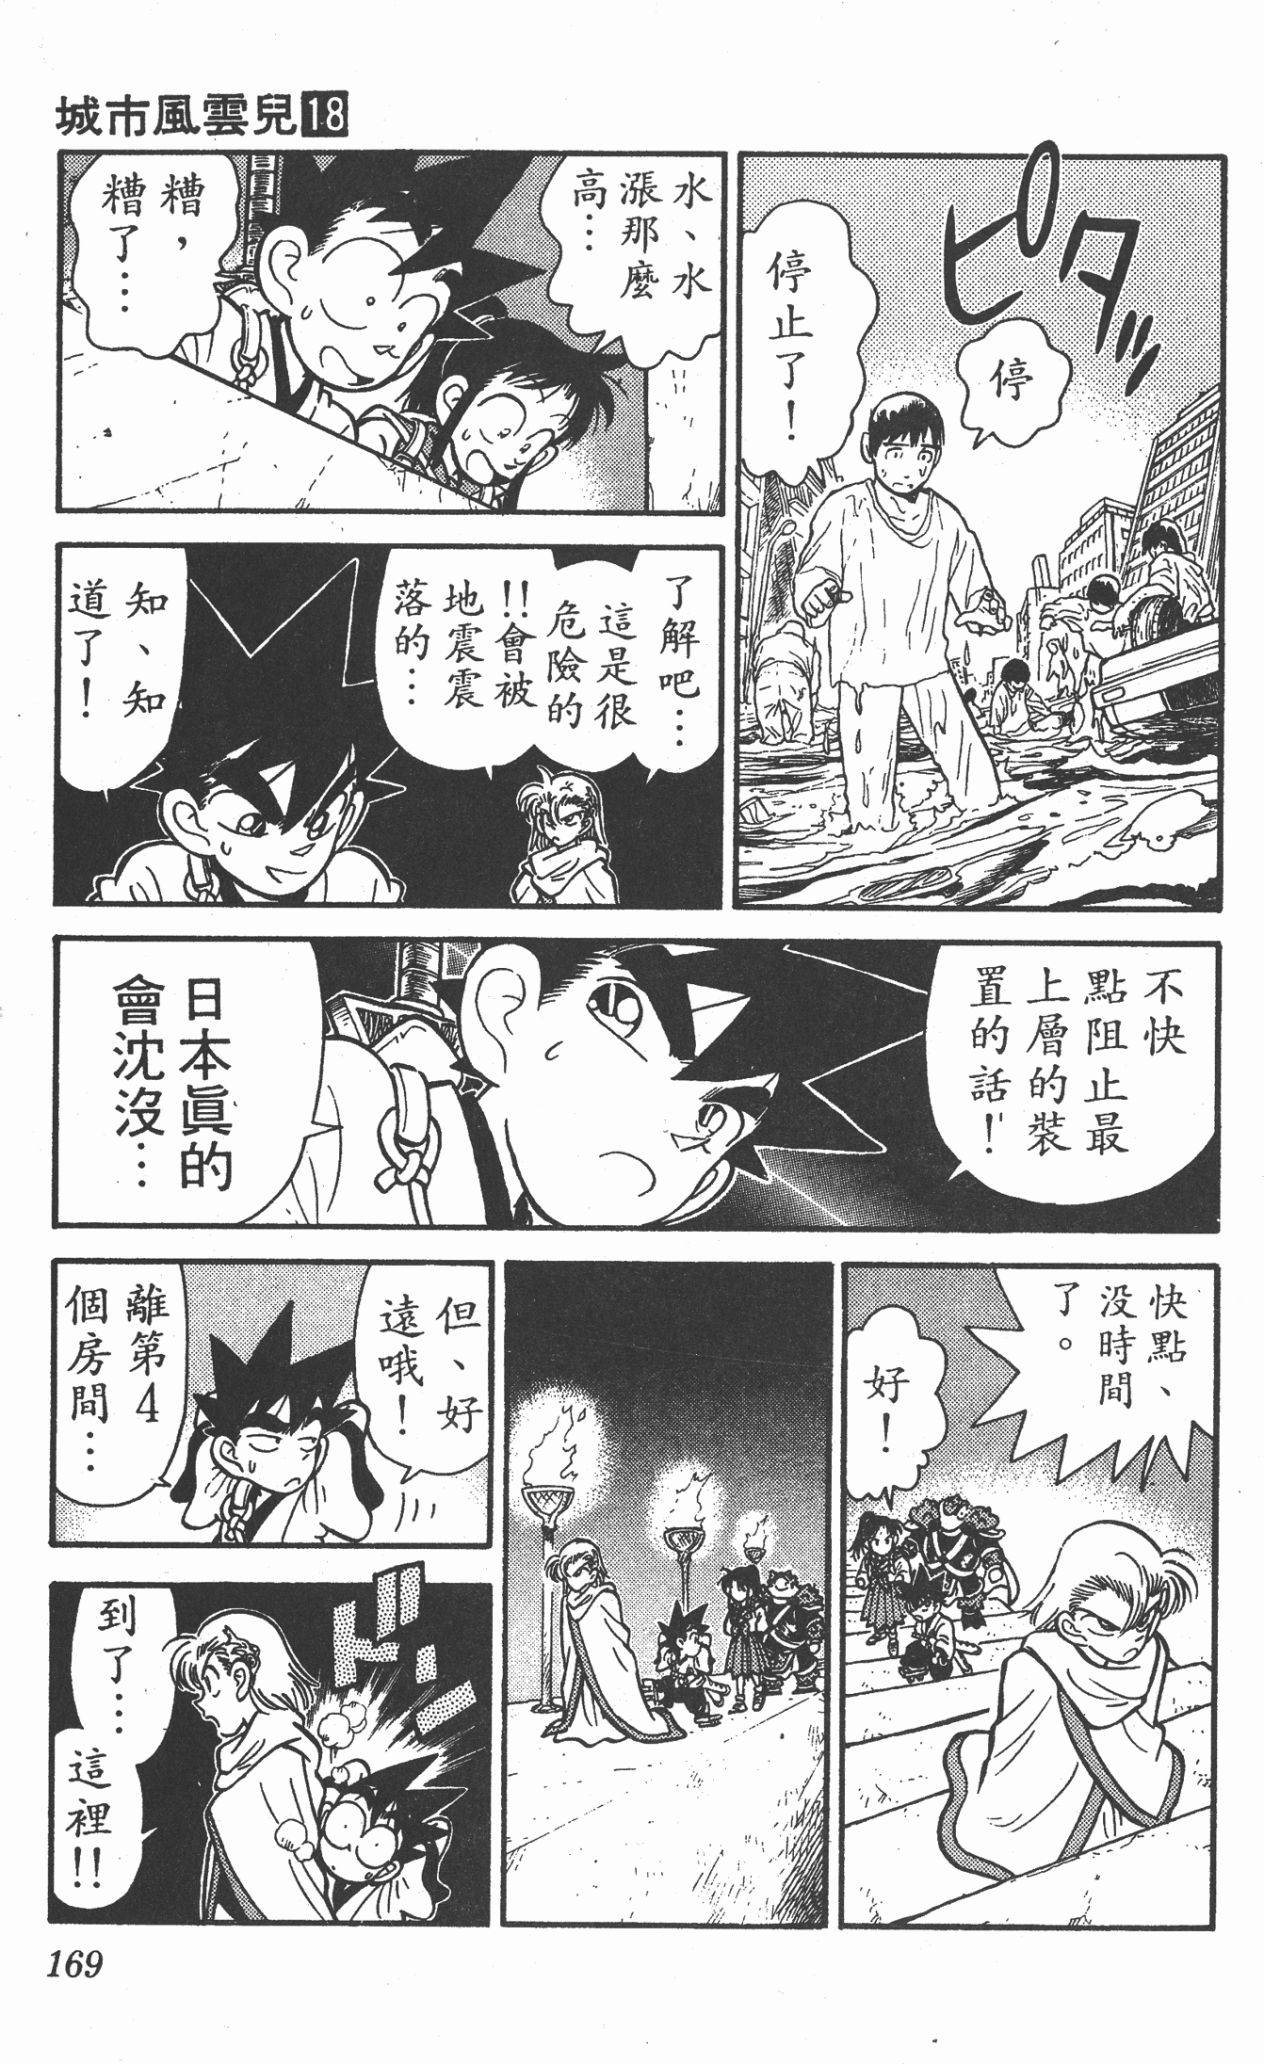 城市風雲兒18
ピタッ
停
停止了！
水、水
漲那麼
高…
糟，
糟了…
了解吧…
這是很
危險的
!!會被
地震震
落的…
知、知
道了！
不快
點阻止最
上層的裝
置的話！
日本真的
會沈沒…
快點、
没時間
了。
好！
但、好
遠哦！
離第4
個房間…
ドドド
到了…
這裡!!
169